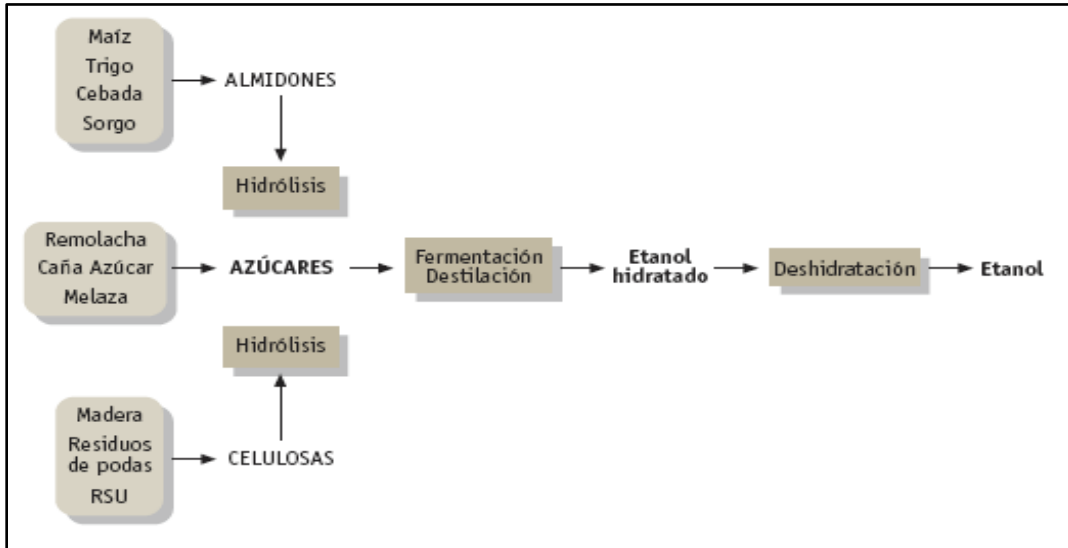 Maíz
Trigo
Cebada
Sorgo
ALMIDONES
Hidrólisis
Remolacha
Caña Azúcar
Melaza
AZÚCARES
Fermentación
Destilación
Etanol
hidratado
Deshidratación
Etanol
Hidrólisis
Madera
Residuos
de podas
RSU
CELULOSAS